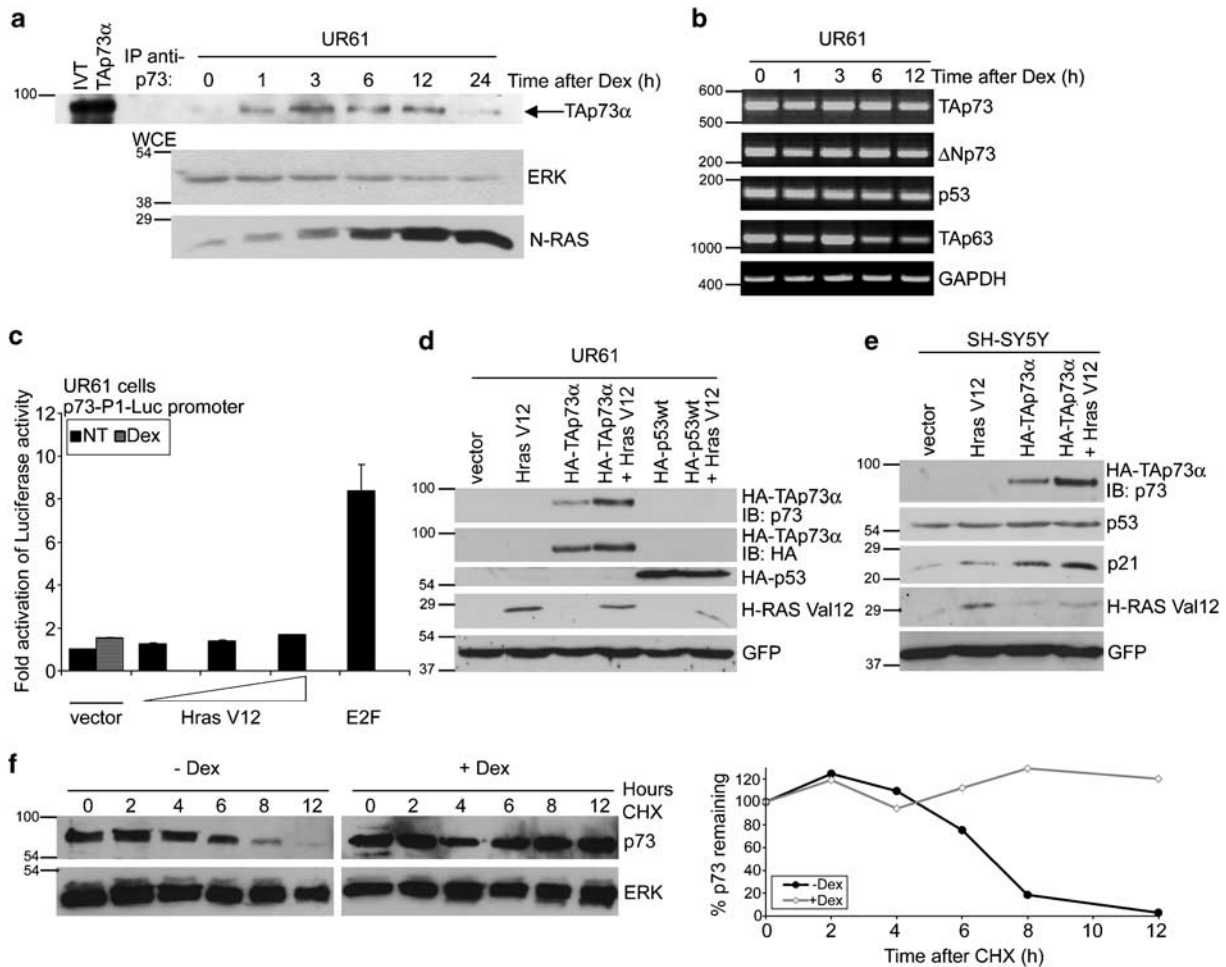 a
UR61
IVT
TAp73α
IP anti-
p73:
0 1 3 6 12 24 Time after Dex (h)
100
TAp73α
WCE
54
ERK
38
29
N-RAS
b
UR61
0 1 3 6 12 Time after Dex (h)
600
TAp73
500
ΔNp73
200
200
p53
TAp63
1000
GAPDH
400
c
UR61 cells
p73-P1-Luc promoter
NT Dex
Fold activation of Luciferase activity
12
10
8
6
4
2
0
vector Hras V12 E2F
d
UR61
vector
Hras V12
HA-TAp73α
HA-TAp73α
+ Hras V12
HA-p53wt
HA-p53wt
+ Hras V12
100
HA-TAp73α
IB: p73
100
HA-TAp73α
IB: HA
HA-p53
54
29
H-RAS Val12
54
GFP
37
e
SH-SY5Y
vector
Hras V12
HA-TAp73α
HA-TAp73α
+ Hras V12
100
HA-TAp73α
IB: p73
p53
54
29
p21
20
H-RAS Val12
29
GFP
37
f
- Dex + Dex
0 2 4 6 8 12 0 2 4 6 8 12 Hours
CHX
100
p73
54
54
ERK
% p73 remaining
120
100
80
60
40
20
0
-Dex
+Dex
0 2 4 6 8 10 12
Time after CHX (h)